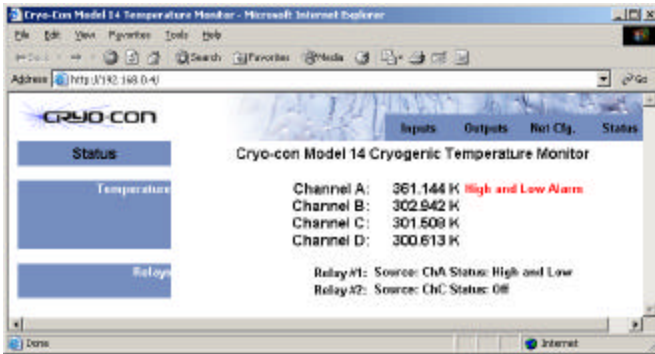 Cryo-Con Model 14 Temperature Monitor - Microsoft Internet Explorer
File Edit View Favorites Tools Help
Search Favorites Media
Address http://192.168.0.4/ Go
CRYO-CON
Inputs Outputs Net Cfg. Status
Status
Cryo-con Model 14 Cryogenic Temperature Monitor
Temperature
Channel A: 361.144 K High and Low Alarm
Channel B: 302.942 K
Channel C: 301.508 K
Channel D: 300.613 K
Relays
Relay #1: Source: ChA Status: High and Low
Relay #2: Source: ChC Status: Off
Done Internet